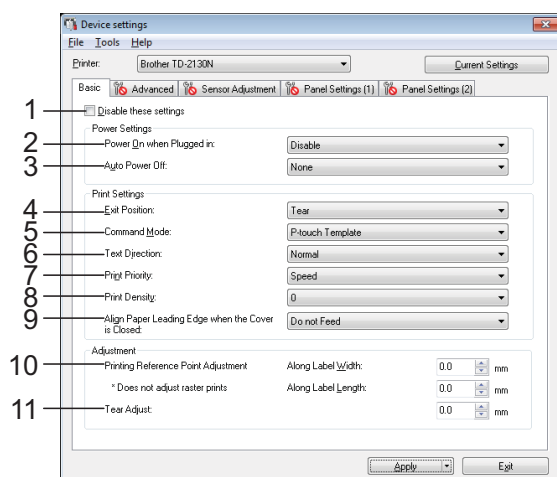 Device settings
File Tools Help
Printer: Brother TD-2130N Current Settings
Basic Advanced Sensor Adjustment Panel Settings (1) Panel Settings (2)
1 Disable these settings
Power Settings
2 Power On when Plugged in: Disable
3 Auto Power Off: None
Print Settings
4 Exit Position: Tear
5 Command Mode: P-touch Template
6 Text Direction: Normal
7 Print Priority: Speed
8 Print Density: 0
9 Align Paper Leading Edge when the Cover
is Closed: Do not Feed
Adjustment
10 Printing Reference Point Adjustment Along Label Width: 0.0 mm
* Does not adjust raster prints Along Label Length: 0.0 mm
11 Tear Adjust: 0.0 mm
Apply Exit